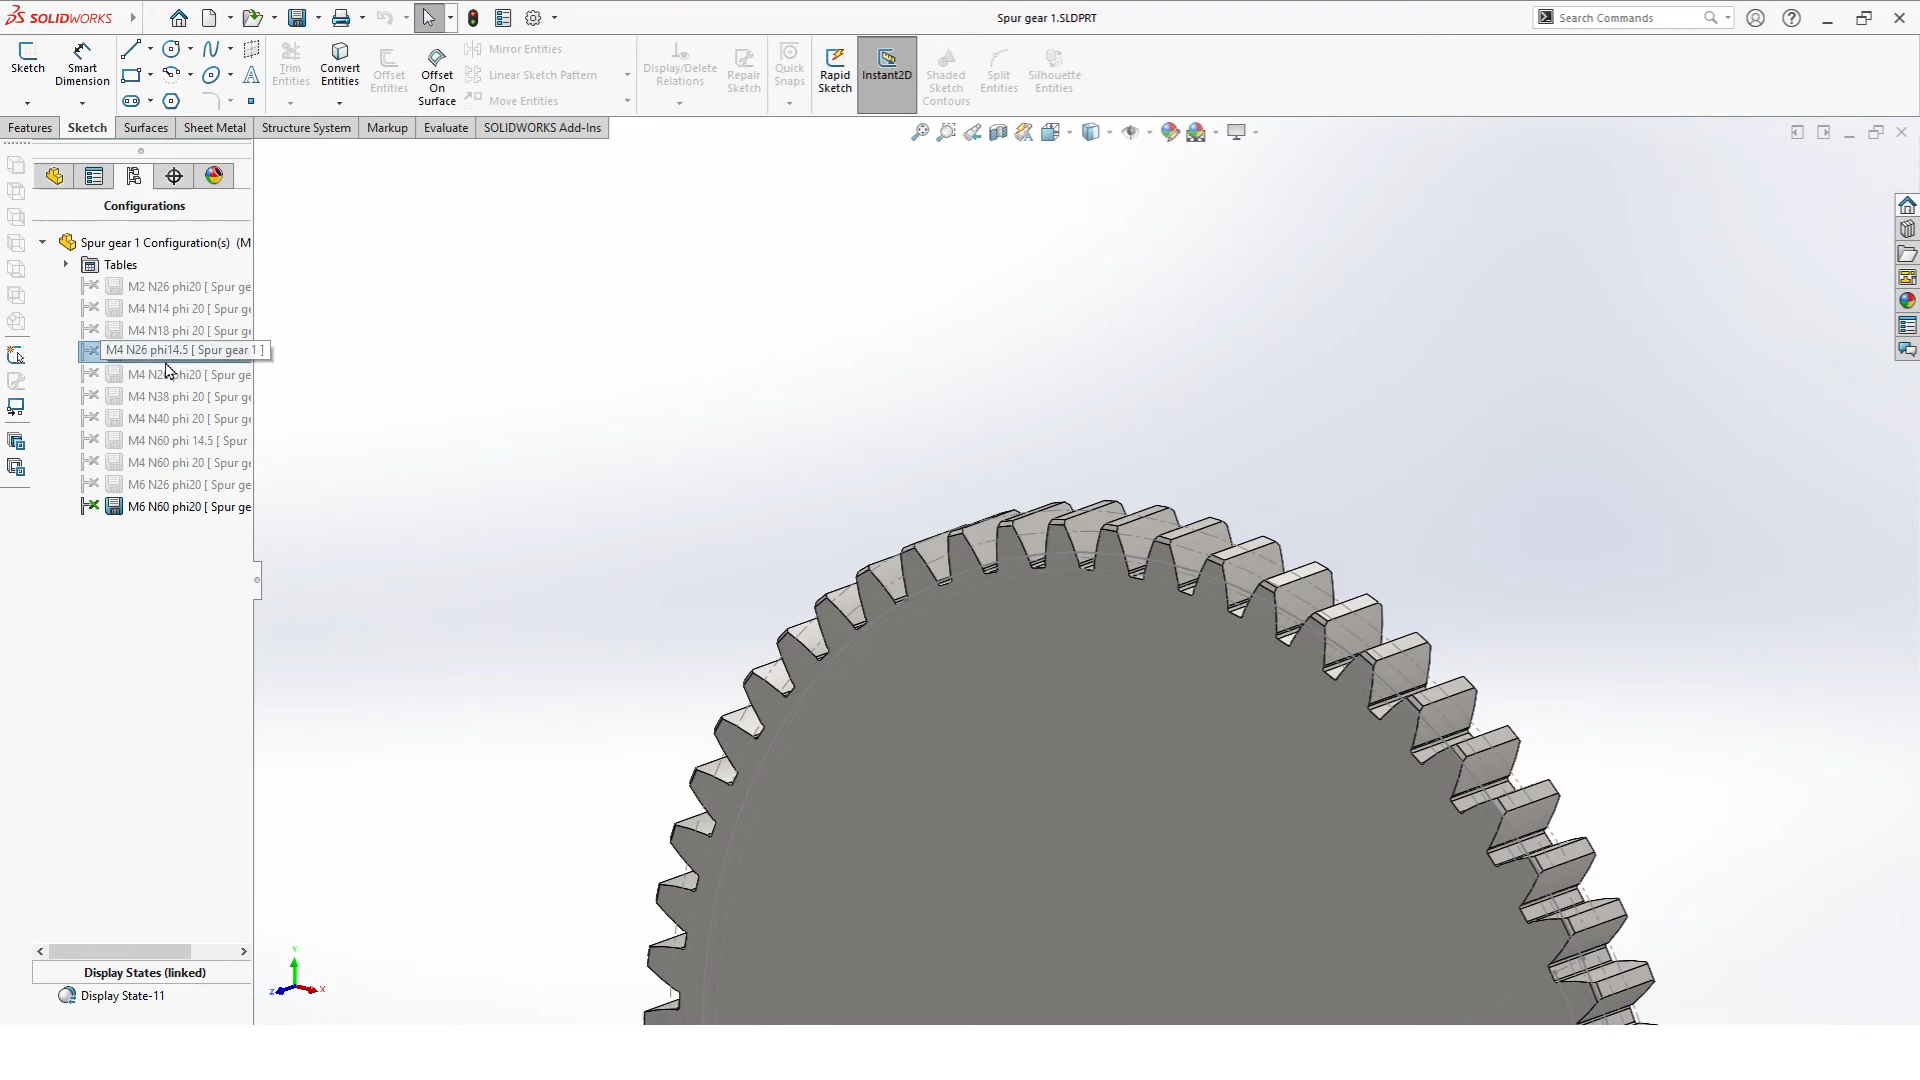 SOLIDWORKS
Spur gear 1.SLDPRT
Search Commands
Sketch
Smart Dimension
Trim Entities
Convert Entities
Offset Entities
Offset On Surface
Mirror Entities
Linear Sketch Pattern
Move Entities
Display/Delete Relations
Repair Sketch
Quick Snaps
Rapid Sketch
Instant2D
Shaded Sketch Contours
Split Entities
Silhouette Entities
Features
Sketch
Surfaces
Sheet Metal
Structure System
Markup
Evaluate
SOLIDWORKS Add-Ins
Configurations
Spur gear 1 Configuration(s) (M
Tables
M2 N26 phi20 [ Spur ge
M4 N14 phi 20 [ Spur ge
M4 N18 phi 20 [ Spur ge
M4 N26 phi14.5 [ Spur gear 1 ]
M4 N26 phi20 [ Spur ge
M4 N38 phi 20 [ Spur ge
M4 N40 phi 20 [ Spur ge
M4 N60 phi 14.5 [ Spur
M4 N60 phi 20 [ Spur ge
M6 N26 phi20 [ Spur ge
M6 N60 phi20 [ Spur ge
Display States (linked)
Display State-11
Y
Z
X